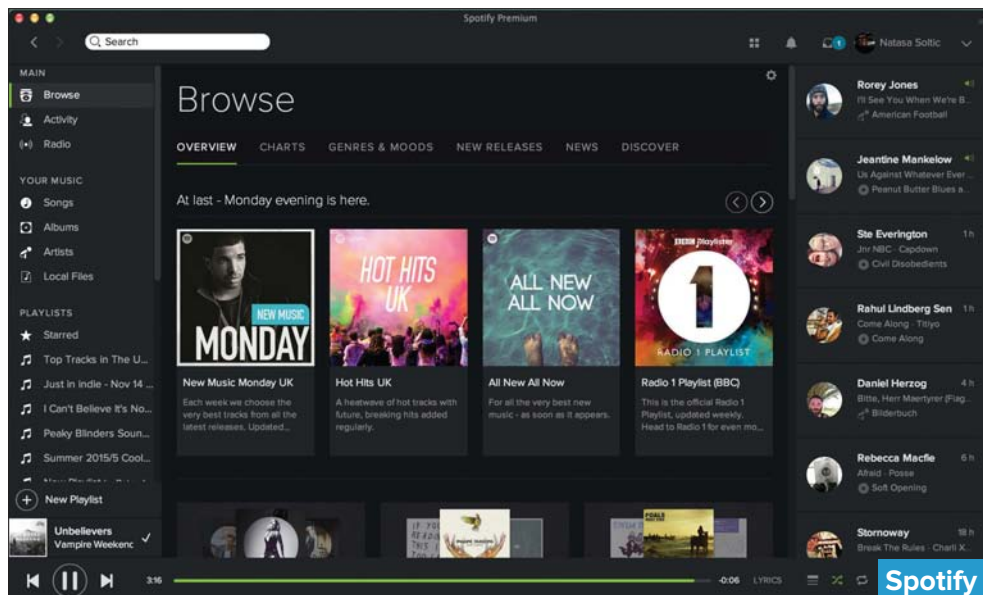 Spotify Premium
Search
1
Natasa Soltic
MAIN
Browse
Activity
Radio
YOUR MUSIC
Songs
Albums
Artists
Local Files
PLAYLISTS
Starred
Top Tracks in The U...
Just in indie - Nov 14 ...
I Can't Believe It's No...
Peaky Blinders Soun...
Summer 2015/5 Cool...
New Playlist
Unbelievers
Vampire Weekend
Browse
OVERVIEW
CHARTS
GENRES & MOODS
NEW RELEASES
NEWS
DISCOVER
At last - Monday evening is here.
NEW MUSIC
MONDAY
New Music Monday UK
Each week we choose the
very best tracks from all the
latest releases. Updated...
HOT HITS
UK
Hot Hits UK
A heatwave of hot tracks with
future, breaking hits added
regularly.
ALL NEW
ALL NOW
All New All Now
For all the very best new
music - as soon as it appears.
BBC Playlister
1
RADIO 1 PLAYLIST
Radio 1 Playlist (BBC)
This is the official Radio 1
Playlist, updated weekly.
Head to Radio 1 for even mo...
FOALS
Rorey Jones
I'll See You When We're B...
American Football
Jeantine Mankelow
Us Against Whatever Ever...
Peanut Butter Blues a...
Ste Everington 1 h
Jnr NBC - Capdown
Civil Disobedients
Rahul Lindberg Sen 1 h
Come Along - Titiyo
Come Along
Daniel Herzog 4 h
Bitte, Herr Maertyrer (Flag...
Bilderbuch
Rebecca Macfie 6 h
Afraid - Posse
Soft Opening
Stornoway 18 h
Break The Rules - Charli X...
3:16
-0:06
LYRICS
Spotify